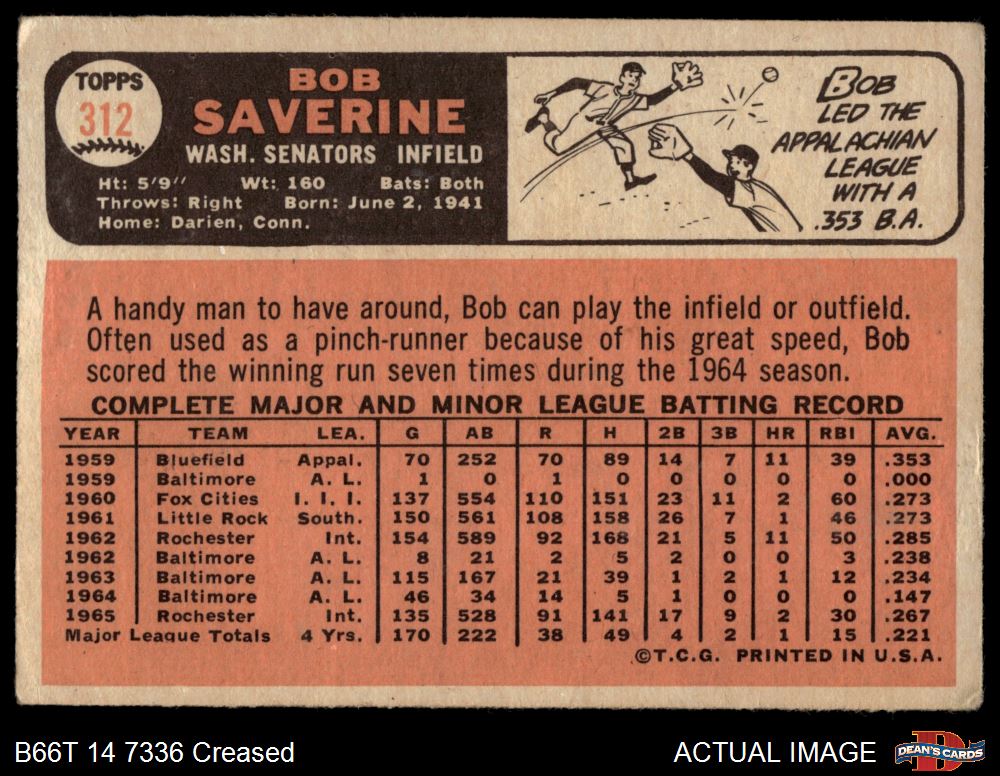 TOPPS
312
BOB
SAVERINE
WASH. SENATORS INFIELD
Ht: 5'9" Wt: 160 Bats: Both
Throws: Right Born: June 2, 1941
Home: Darien, Conn.
BOB
LED THE
APPALACHIAN
LEAGUE
WITH A
.353 B.A.
A handy man to have around, Bob can play the infield or outfield.
Often used as a pinch-runner because of his great speed, Bob
scored the winning run seven times during the 1964 season.
COMPLETE MAJOR AND MINOR LEAGUE BATTING RECORD
YEAR TEAM LEA. G AB R H 2B 3B HR RBI AVG.
1959 Bluefield Appal. 70 252 70 89 14 7 11 39 .353
1959 Baltimore A. L. 1 0 1 0 0 0 0 0 .000
1960 Fox Cities I. I. I. 137 554 110 151 23 11 2 60 .273
1961 Little Rock South. 150 561 108 158 26 7 1 46 .273
1962 Rochester Int. 154 589 92 168 21 5 11 50 .285
1962 Baltimore A. L. 8 21 2 5 2 0 0 3 .238
1963 Baltimore A. L. 115 167 21 39 1 2 1 12 .234
1964 Baltimore A. L. 46 34 14 5 1 0 0 0 .147
1965 Rochester Int. 135 528 91 141 17 9 2 30 .267
Major League Totals 4 Yrs. 170 222 38 49 4 2 1 15 .221
©T.C.G. PRINTED IN U.S.A.
B66T 14 7336 Creased
ACTUAL IMAGE
DEAN'S CARDS